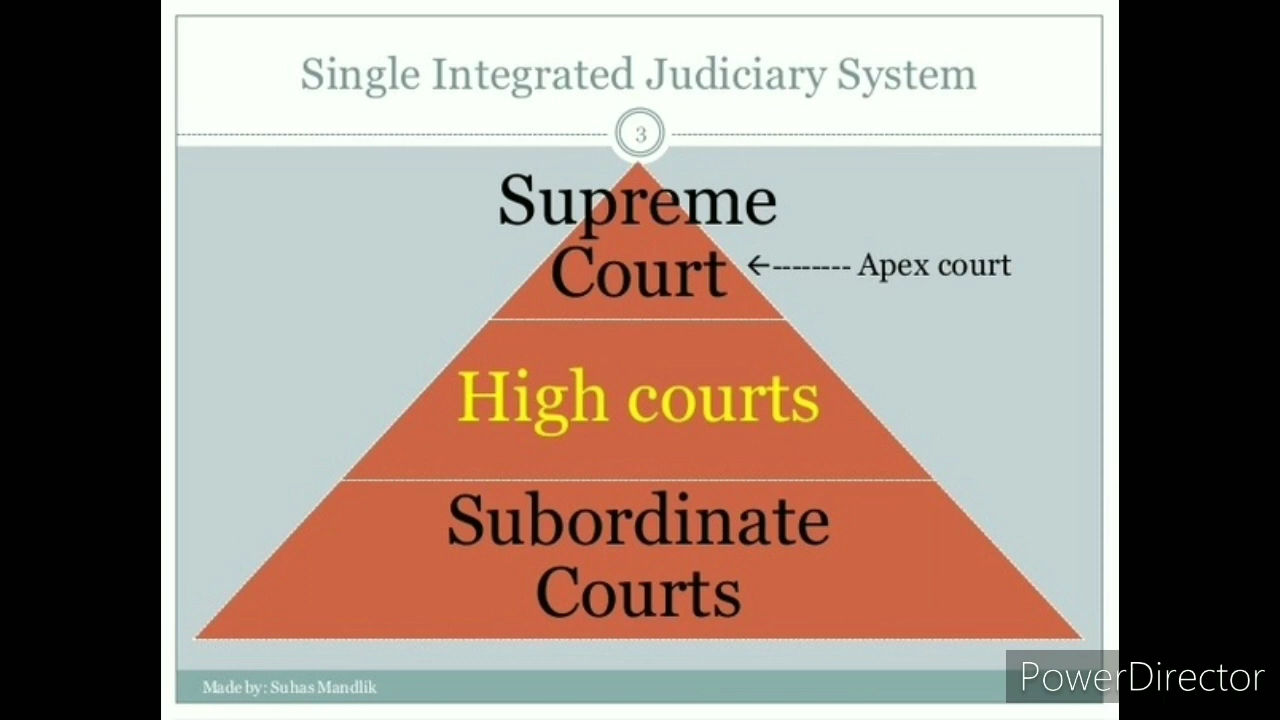 Single Integrated Judiciary System
3
Supreme
Court
←-------- Apex court
High courts
Subordinate
Courts
Made by: Suhas Mandlik
PowerDirector